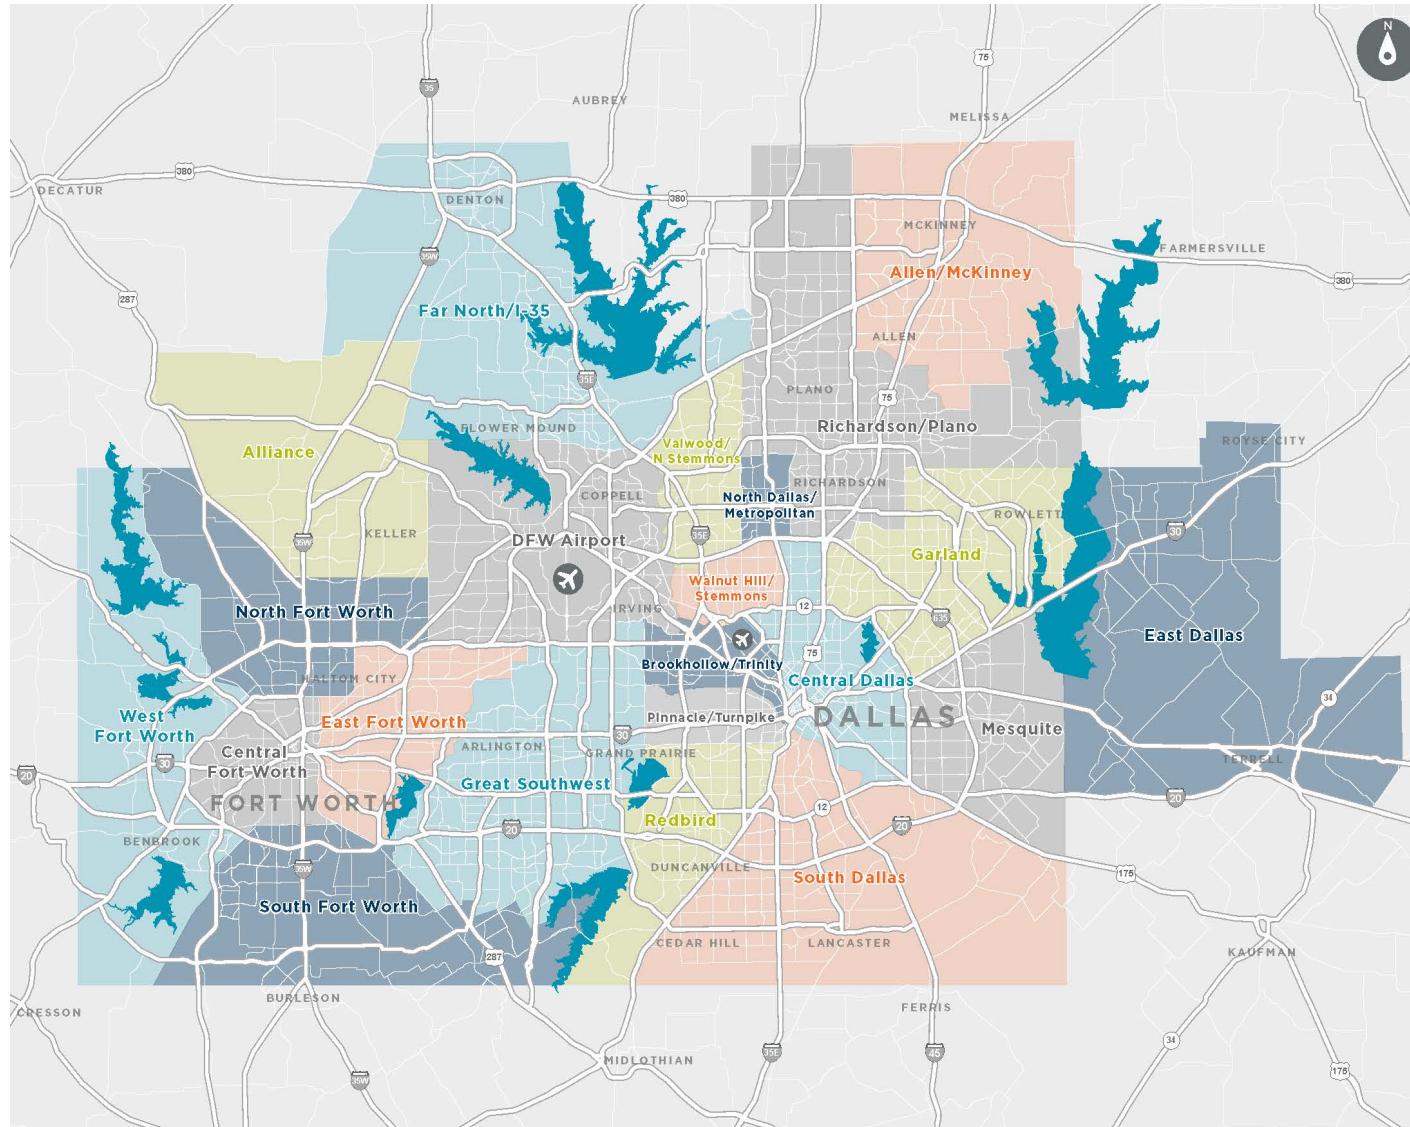 N
75
35
AUBREY
MELISSA
380
DECATUR
DENTON
380
MCKINNEY
35W
FARMERSVILLE
Allen/McKinney
380
287
Far North/I-35
ALLEN
35E
PLANO
75
FLOWER MOUND
Richardson/Plano
Valwood/
N Stemmons
ROYSE CITY
Alliance
RICHARDSON
COPPELL
North Dallas/
Metropolitan
ROWLETT
KELLER
35W
DFW Airport
35E
30
Garland
Walnut Hill/
Stemmons
North Fort Worth
IRVING
12
635
East Dallas
75
Brookhollow/Trinity
HALTOM CITY
Central Dallas
34
West
Fort Worth
East Fort Worth
Pinnacle/Turnpike
DALLAS
Mesquite
30
ARLINGTON
GRAND PRAIRIE
Central
Fort Worth
30
TERRELL
20
Great Southwest
FORT WORTH
20
12
Redbird
20
20
BENBROOK
35W
DUNCANVILLE
South Dallas
175
South Fort Worth
CEDAR HILL
LANCASTER
287
KAUFMAN
BURLESON
FERRIS
CRESSON
34
35E
45
MIDLOTHIAN
175
35W